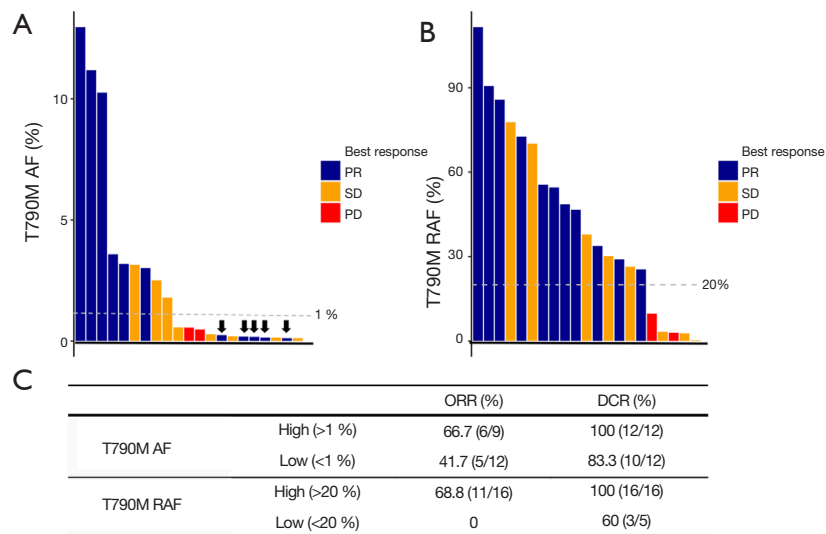 A
T790M AF (%)
10
5
0
Best response
PR
SD
PD
1 %
B
T790M RAF (%)
90
60
30
0
Best response
PR
SD
PD
20%
C
ORR (%) DCR (%)
T790M AF High (>1 %) 66.7 (6/9) 100 (12/12)
Low (<1 %) 41.7 (5/12) 83.3 (10/12)
T790M RAF High (>20 %) 68.8 (11/16) 100 (16/16)
Low (<20 %) 0 60 (3/5)